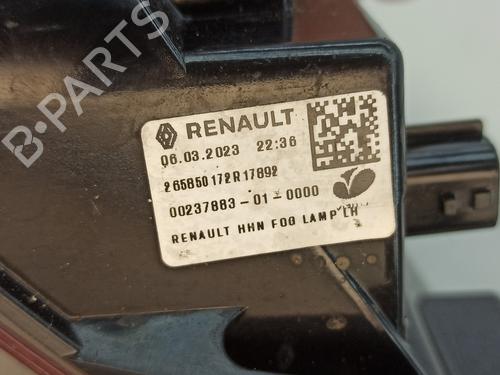 B-PARTS
RENAULT
06.03.2023 22:36
265850172R17892
00237883-01-0000
RENAULT HHN FOG LAMP LH